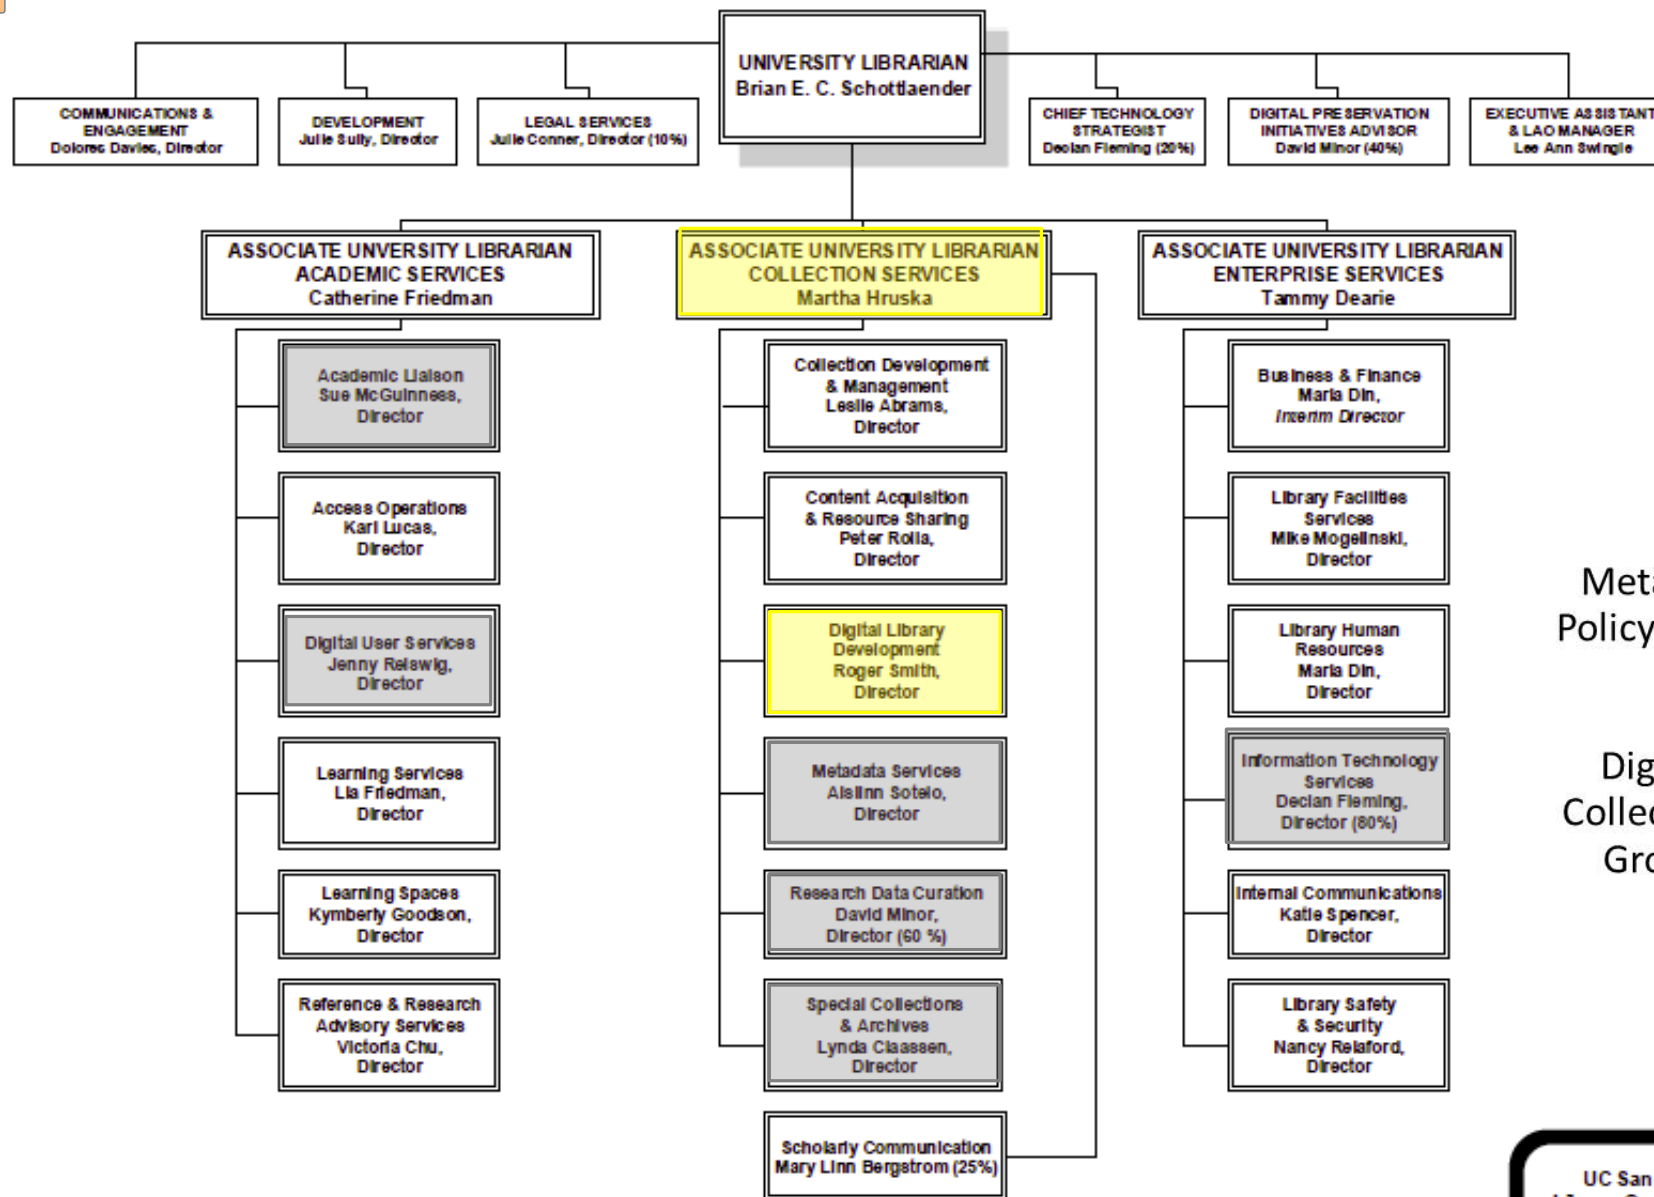 UNIVERSITY LIBRARIAN
Brian E. C. Schottlaender
COMMUNICATIONS &
ENGAGEMENT
Dolores Davies, Director
DEVELOPMENT
Julie Sully, Director
LEGAL SERVICES
Julie Conner, Director (10%)
CHIEF TECHNOLOGY
STRATEGIST
Declan Fleming (20%)
DIGITAL PRESERVATION
INITIATIVES ADVISOR
David Minor (40%)
EXECUTIVE ASSISTANT
& LAO MANAGER
Lee Ann Swingle
ASSOCIATE UNVERSITY LIBRARIAN
ACADEMIC SERVICES
Catherine Friedman
ASSOCIATE UNIVERSITY LIBRARIAN
COLLECTION SERVICES
Martha Hruska
ASSOCIATE UNIVERSITY LIBRARIAN
ENTERPRISE SERVICES
Tammy Dearie
Academic Liaison
Sue McGuinness,
Director
Access Operations
Kari Lucas,
Director
Digital User Services
Jenny Reiswig,
Director
Learning Services
Lia Friedman,
Director
Learning Spaces
Kymberly Goodson,
Director
Reference & Research
Advisory Services
Victoria Chu,
Director
Collection Development
& Management
Leslie Abrams,
Director
Content Acquisition
& Resource Sharing
Peter Rolla,
Director
Digital Library
Development
Roger Smith,
Director
Metadata Services
Aislinn Sotelo,
Director
Research Data Curation
David Minor,
Director (60 %)
Special Collections
& Archives
Lynda Claassen,
Director
Scholarly Communication
Mary Linn Bergstrom (25%)
Business & Finance
Maria Din,
Interim Director
Library Facilities
Services
Mike Mogelinski,
Director
Library Human
Resources
Maria Din,
Director
Information Technology
Services
Declan Fleming,
Director (80%)
Internal Communications
Katie Spencer,
Director
Library Safety
& Security
Nancy Relaford,
Director
Policy
UC San